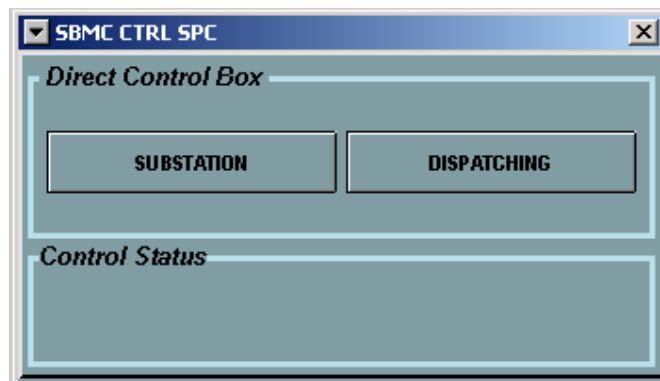 SBMC CTRL SPC
Direct Control Box
SUBSTATION DISPATCHING
Control Status